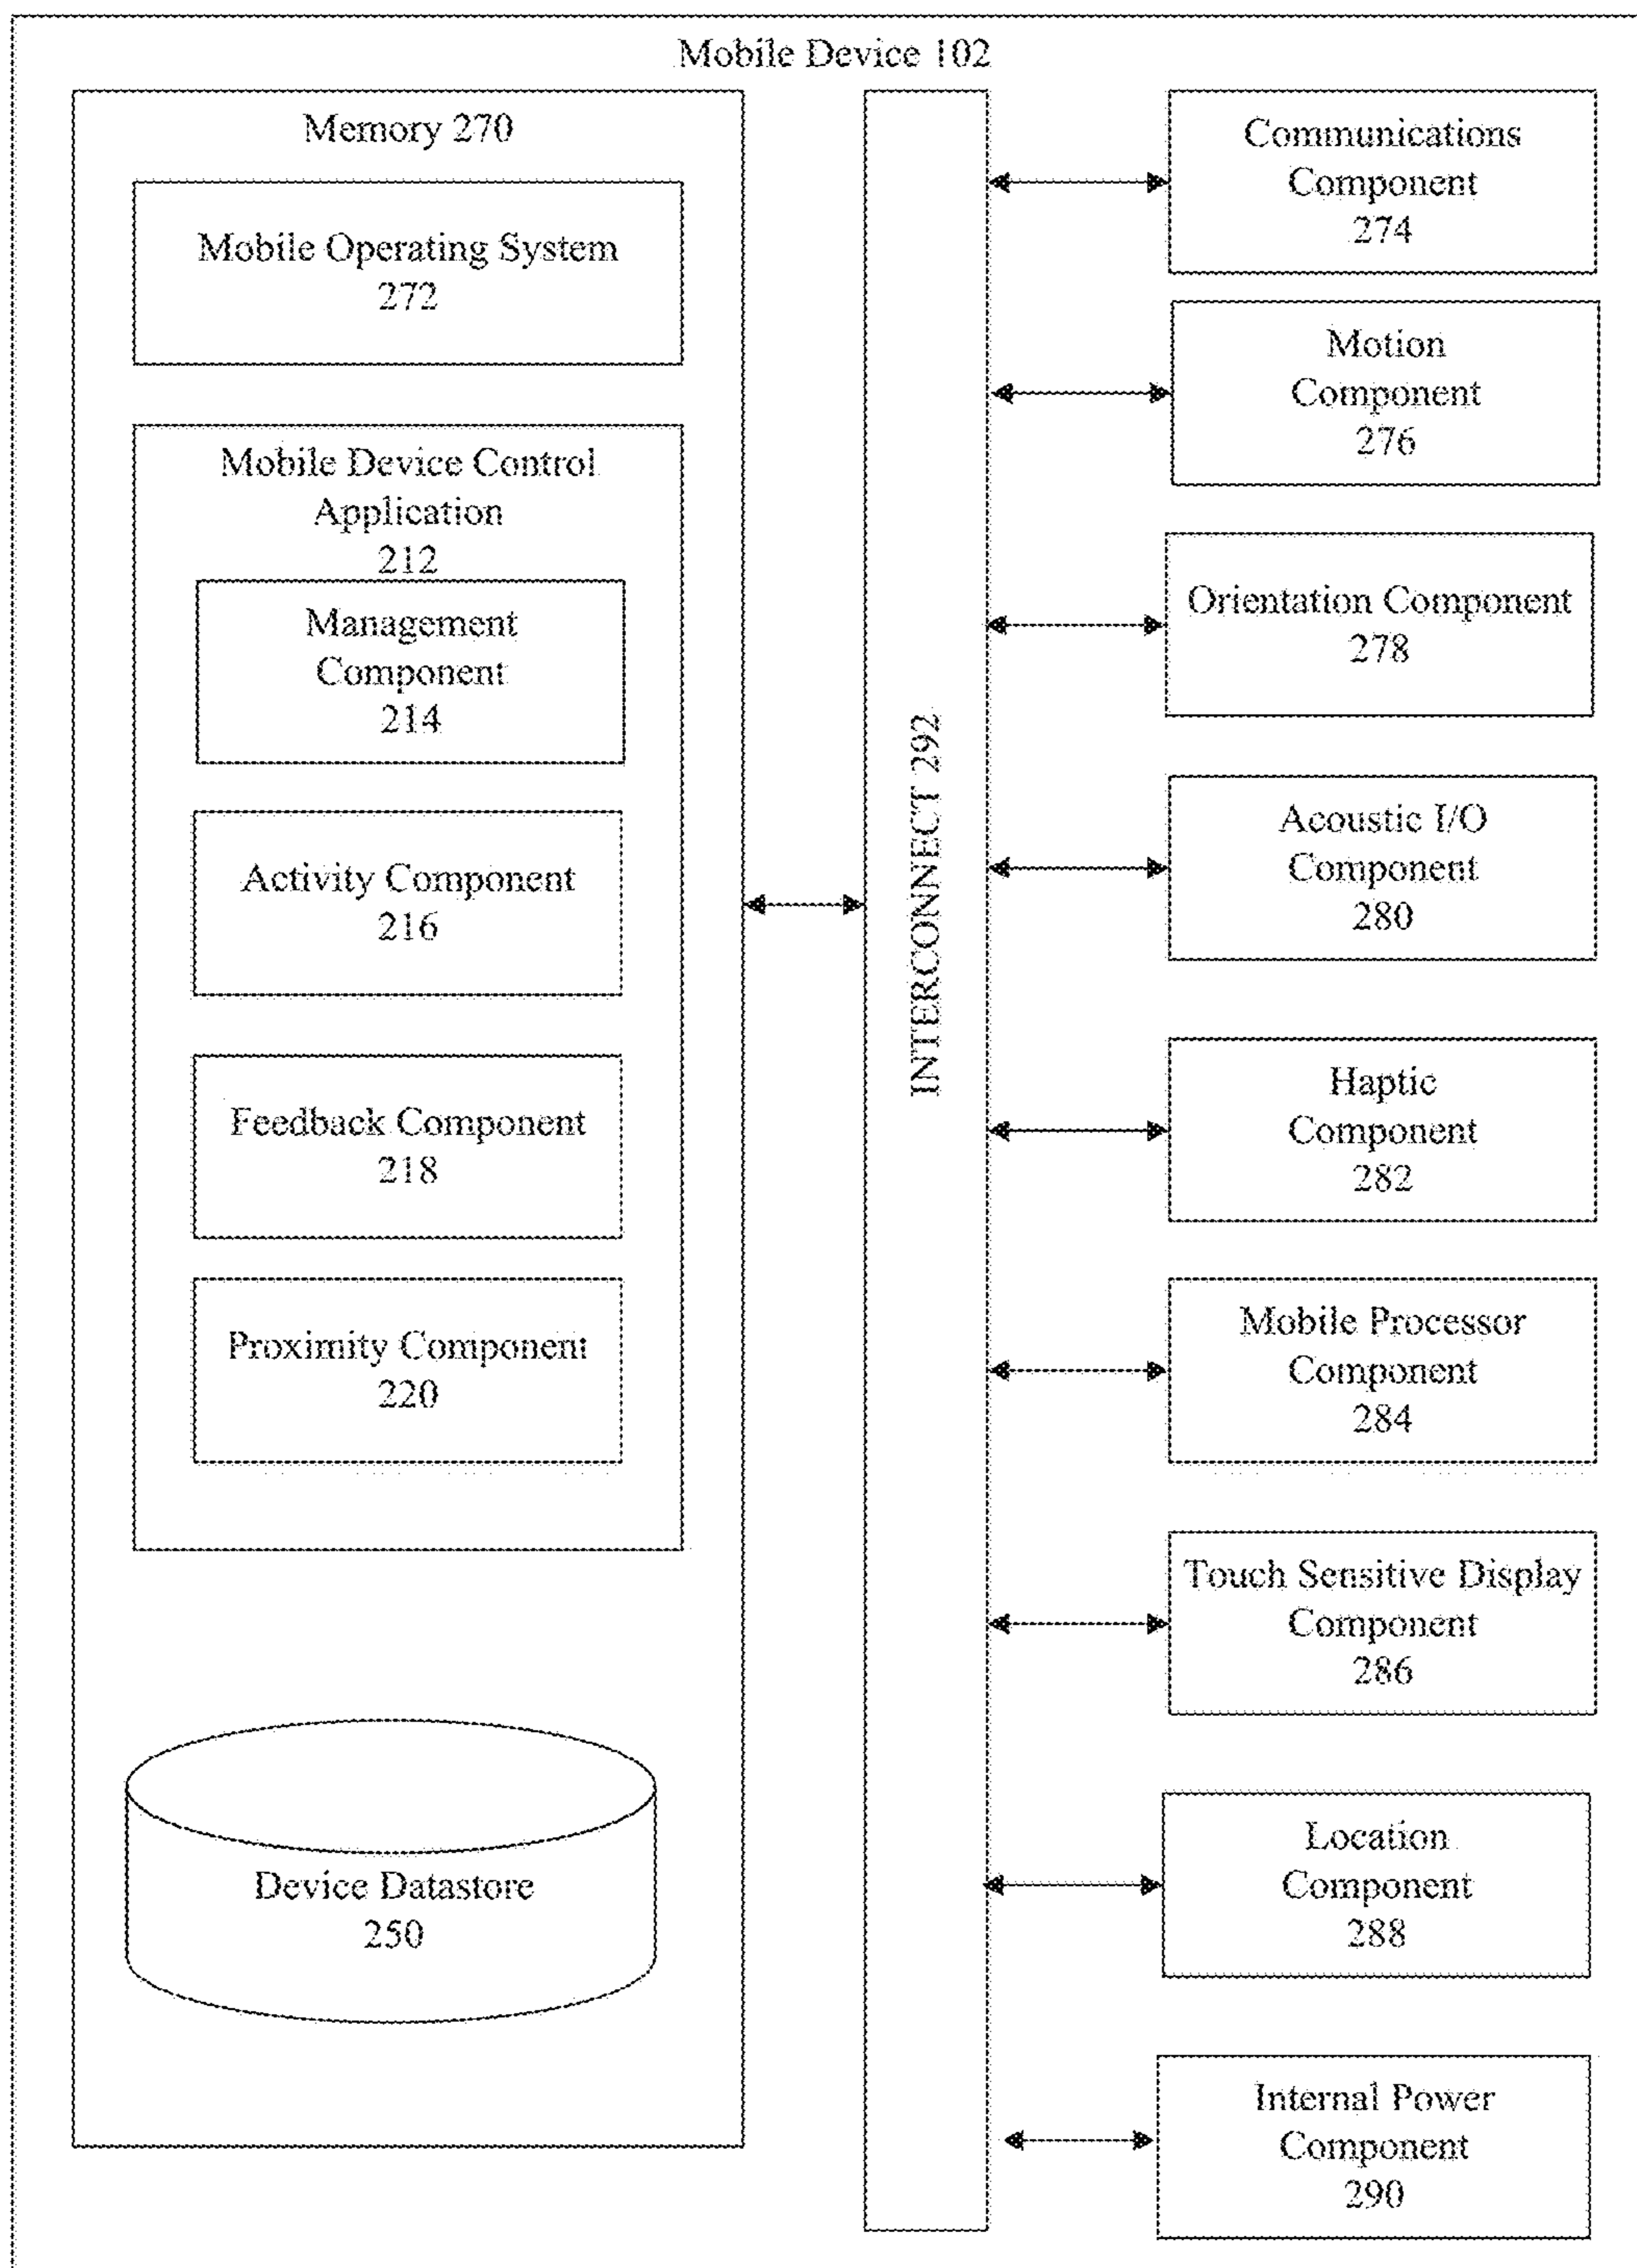 Mobile Device 102
Memory 270
Mobile Operating System
272
Mobile Device Control
Application
212
Management
Component
214
Activity Component
216
Feedback Component
218
Proximity Component
220
Device Datastore
250
INTERCONNECT 292
Communications
Component
274
Motion
Component
276
Orientation Component
278
Acoustic I/O
Component
280
Haptic
Component
282
Mobile Processor
Component
284
Touch Sensitive Display
Component
286
Location
Component
288
Internal Power
Component
290